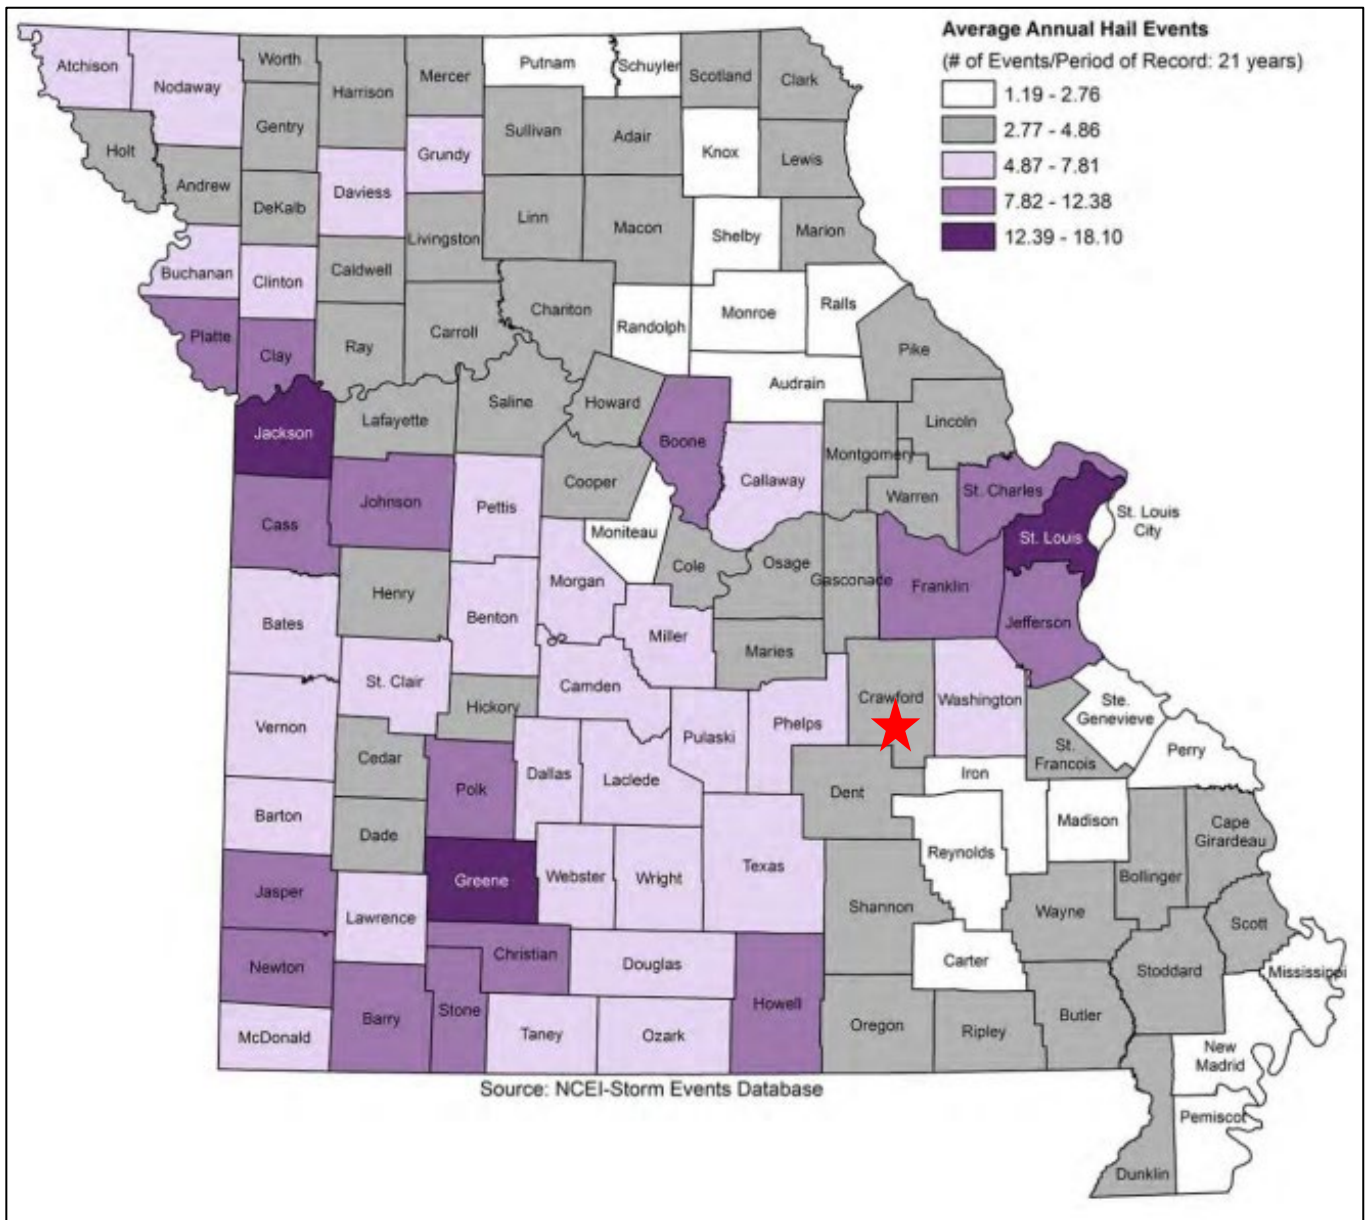 Average Annual Hail Events
(# of Events/Period of Record: 21 years)
1.19 - 2.76
2.77 - 4.86
4.87 - 7.81
7.82 - 12.38
12.39 - 18.10
Atchison
Nodaway
Worth
Harrison
Mercer
Putnam
Schuyler
Scotland
Clark
Holt
Gentry
Grundy
Sullivan
Adair
Knox
Lewis
Andrew
DeKalb
Daviess
Livingston
Linn
Macon
Shelby
Marion
Buchanan
Clinton
Caldwell
Chariton
Randolph
Monroe
Ralls
Platte
Clay
Ray
Carroll
Audrain
Pike
Jackson
Lafayette
Saline
Howard
Boone
Callaway
Montgomery
Lincoln
Warren
St. Charles
St. Louis
St. Louis
City
Cass
Johnson
Pettis
Cooper
Moniteau
Cole
Osage
Gasconade
Franklin
Jefferson
Bates
Henry
Benton
Morgan
Miller
Maries
Crawford
Washington
Ste.
Genevieve
St.
Francois
Perry
Vernon
St. Clair
Hickory
Camden
Pulaski
Phelps
Dent
Iron
Madison
Cedar
Polk
Dallas
Laclede
Barton
Dade
Greene
Webster
Wright
Texas
Reynolds
Bollinger
Cape
Girardeau
Jasper
Lawrence
Christian
Douglas
Shannon
Wayne
Scott
Newton
Stone
Howell
Carter
Stoddard
Mississippi
McDonald
Barry
Taney
Ozark
Oregon
Ripley
Butler
New
Madrid
Pemiscot
Dunklin
Source: NCEI-Storm Events Database